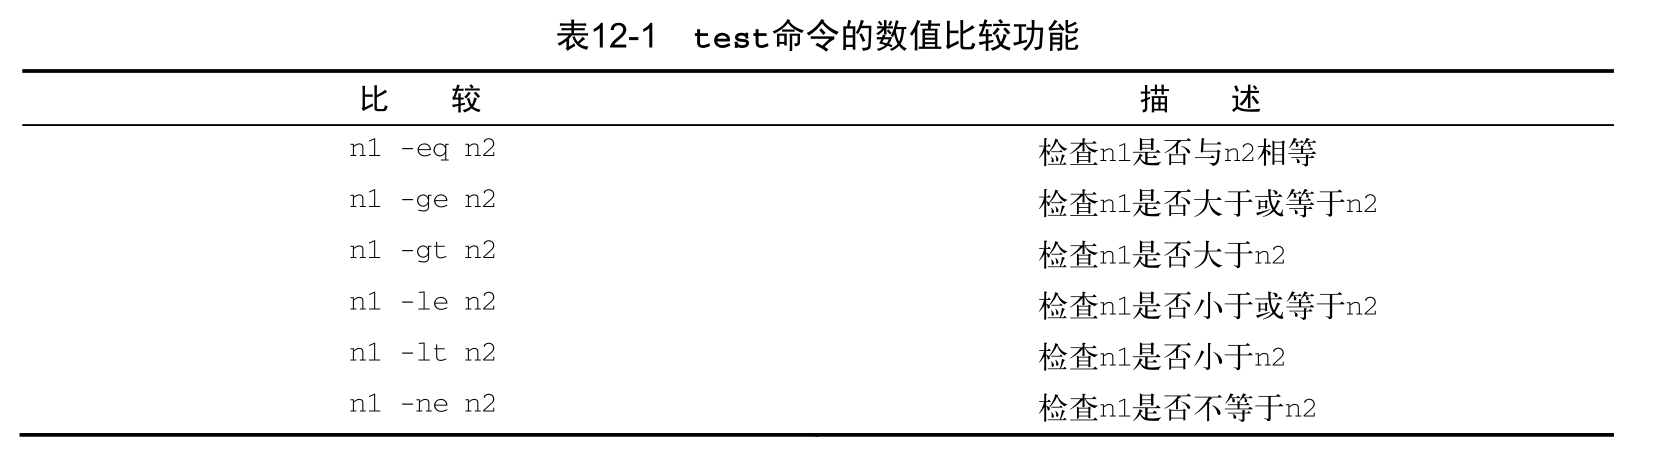 表12-1 test命令的数值比较功能
比 较 描 述
n1 -eq n2 检查n1是否与n2相等
n1 -ge n2 检查n1是否大于或等于n2
n1 -gt n2 检查n1是否大于n2
n1 -le n2 检查n1是否小于或等于n2
n1 -lt n2 检查n1是否小于n2
n1 -ne n2 检查n1是否不等于n2